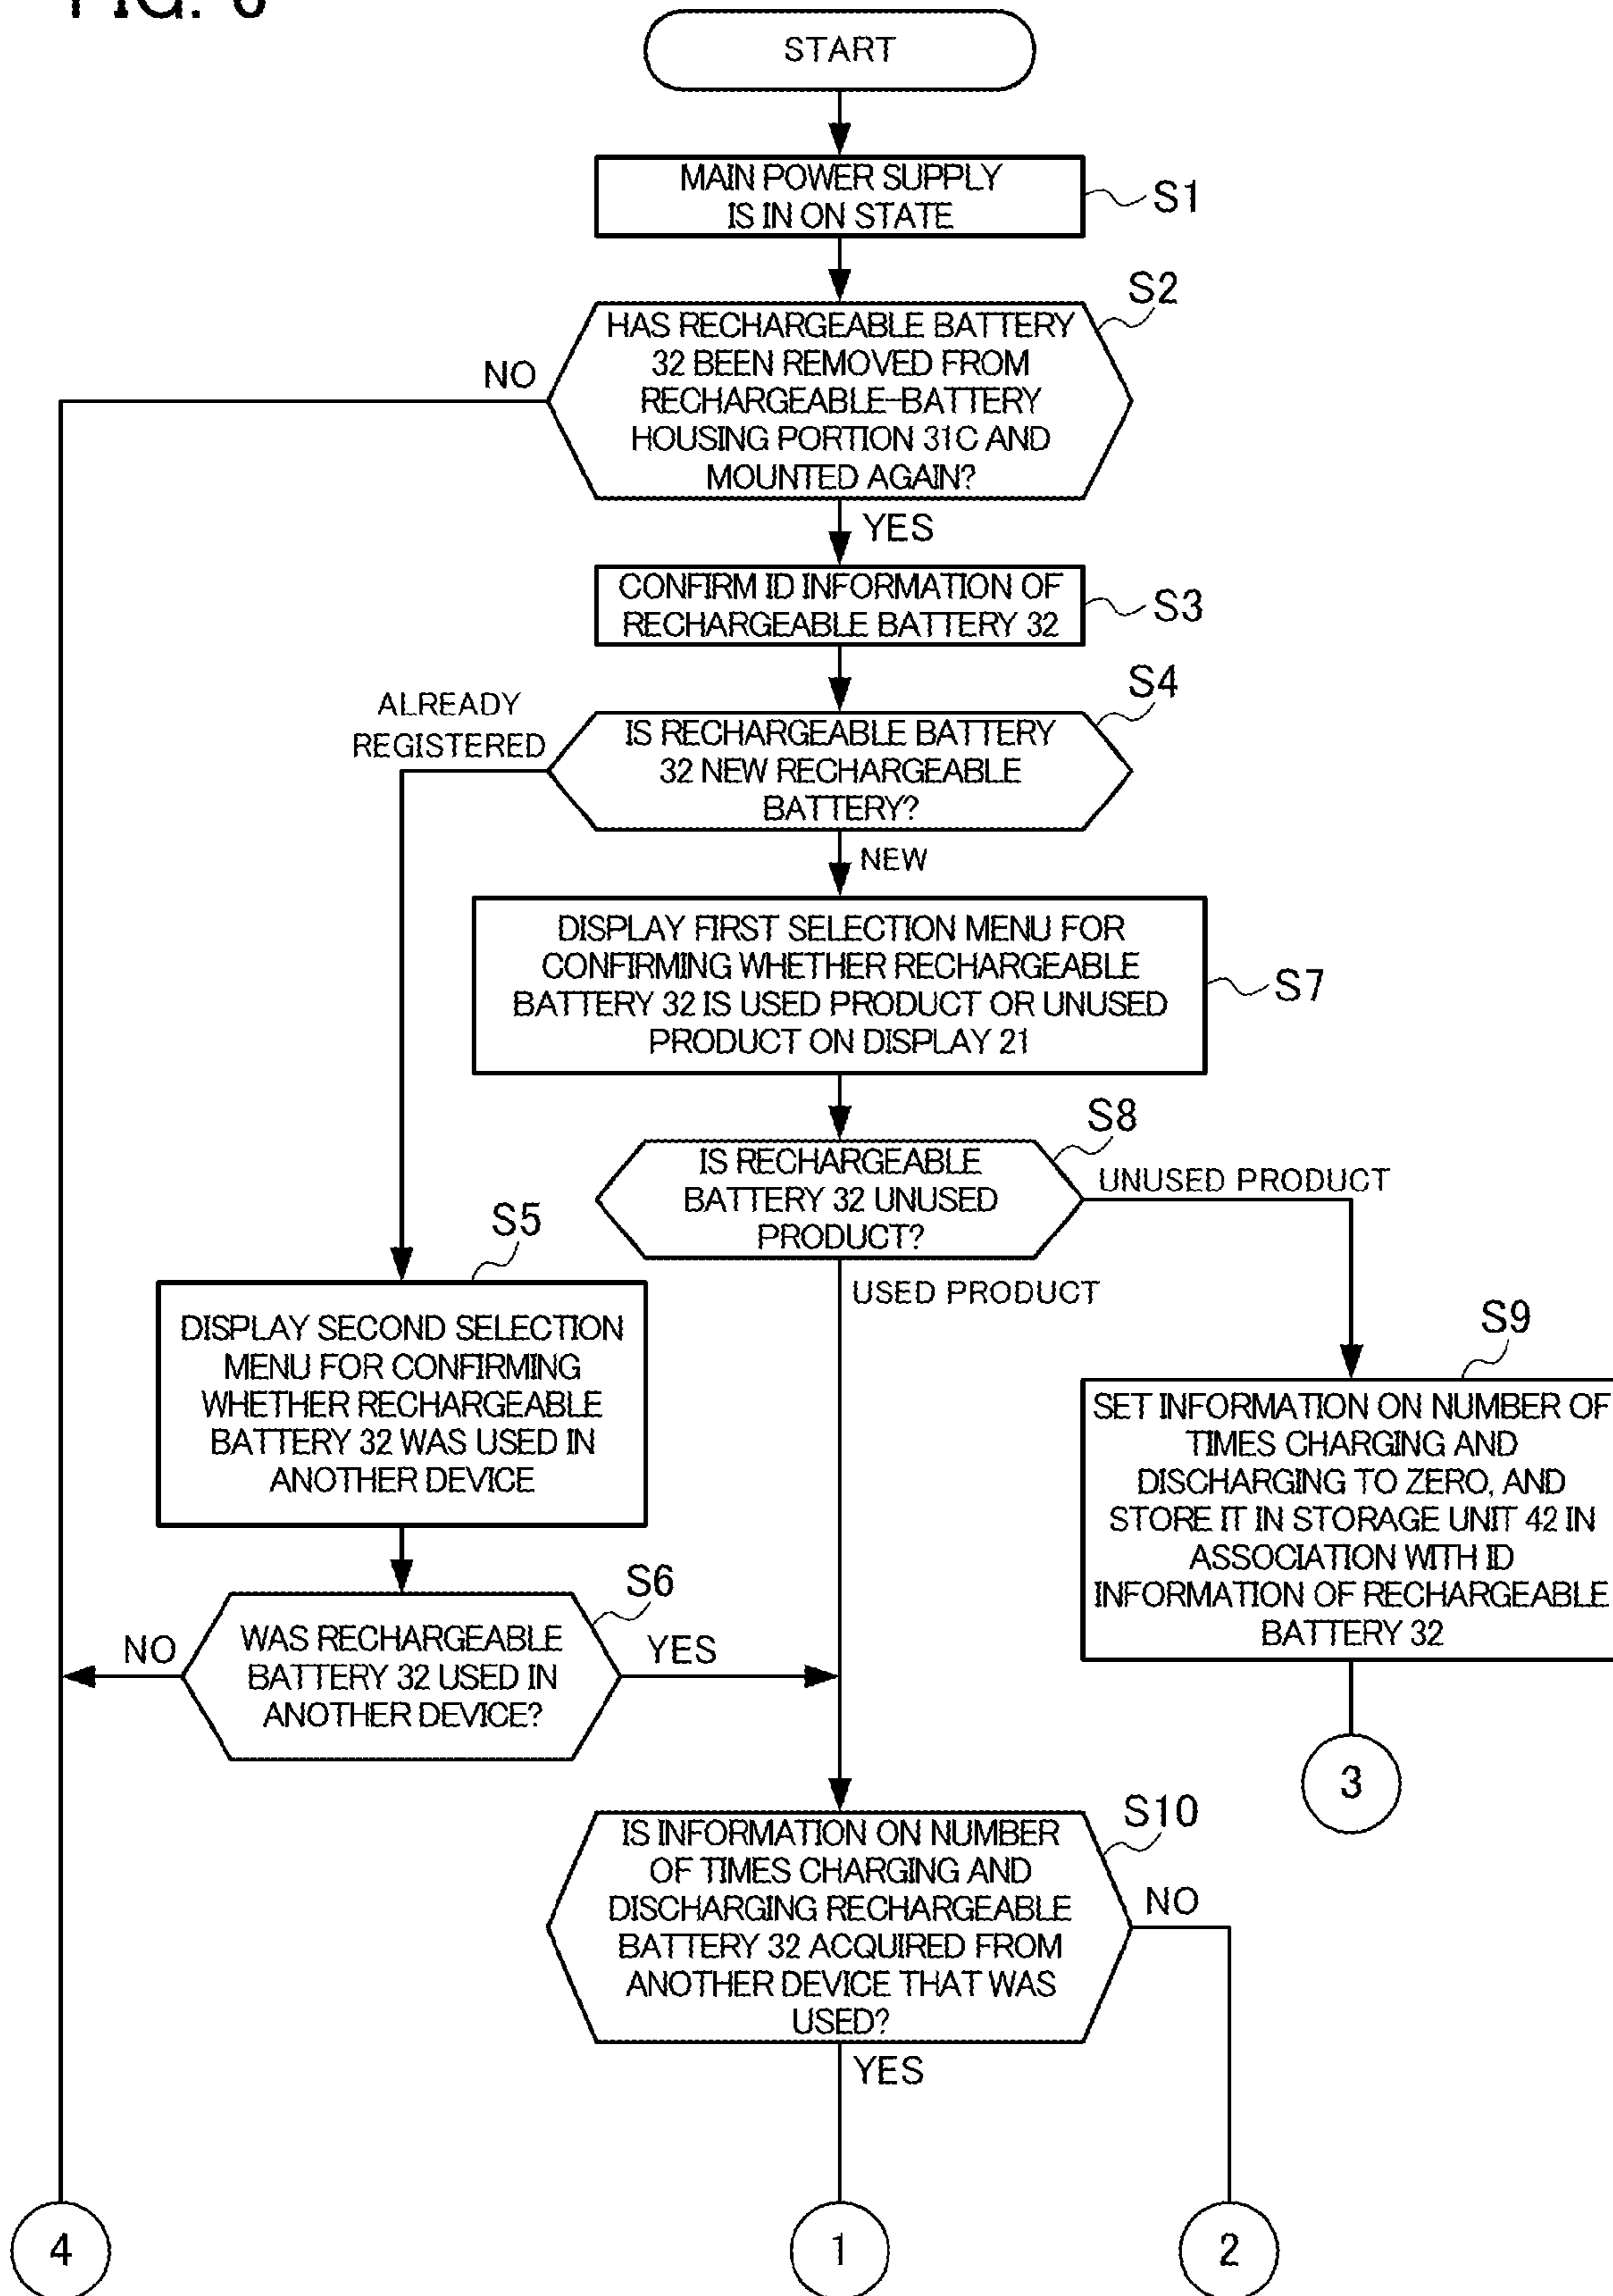 START
MAIN POWER SUPPLY
IS IN ON STATE
S1
S2
HAS RECHARGEABLE BATTERY
32 BEEN REMOVED FROM
RECHARGEABLE-BATTERY
HOUSING PORTION 31C AND
MOUNTED AGAIN?
NO
YES
CONFIRM ID INFORMATION OF
RECHARGEABLE BATTERY 32
S3
S4
ALREADY
REGISTERED
IS RECHARGEABLE BATTERY
32 NEW RECHARGEABLE
BATTERY?
NEW
DISPLAY FIRST SELECTION MENU FOR
CONFIRMING WHETHER RECHARGEABLE
BATTERY 32 IS USED PRODUCT OR UNUSED
PRODUCT ON DISPLAY 21
S7
S8
IS RECHARGEABLE
BATTERY 32 UNUSED
PRODUCT?
UNUSED PRODUCT
USED PRODUCT
S5
DISPLAY SECOND SELECTION
MENU FOR CONFIRMING
WHETHER RECHARGEABLE
BATTERY 32 WAS USED IN
ANOTHER DEVICE
S9
SET INFORMATION ON NUMBER OF
TIMES CHARGING AND
DISCHARGING TO ZERO, AND
STORE IT IN STORAGE UNIT 42 IN
ASSOCIATION WITH ID
INFORMATION OF RECHARGEABLE
BATTERY 32
S6
NO
WAS RECHARGEABLE
BATTERY 32 USED IN
ANOTHER DEVICE?
YES
3
S10
IS INFORMATION ON NUMBER
OF TIMES CHARGING AND
DISCHARGING RECHARGEABLE
BATTERY 32 ACQUIRED FROM
ANOTHER DEVICE THAT WAS
USED?
NO
YES
4
1
2